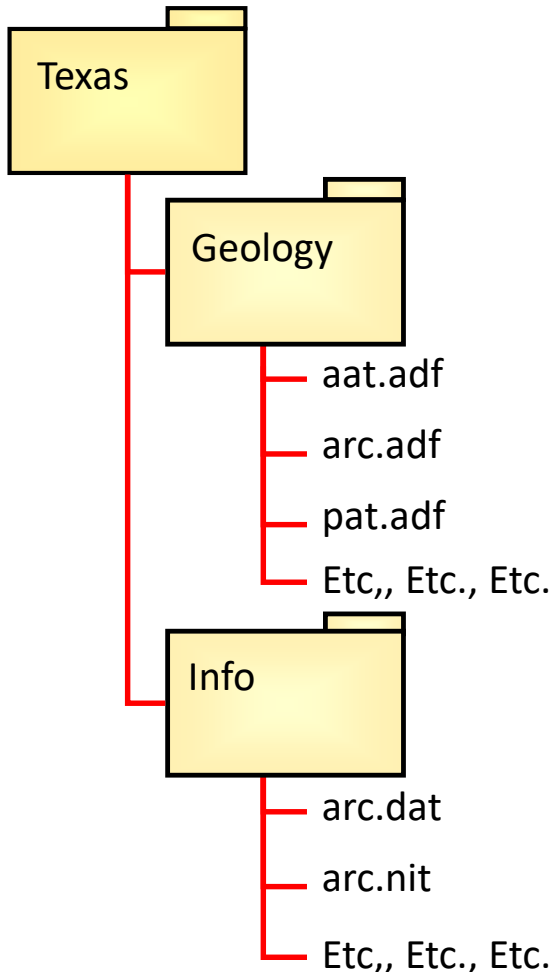 Texas
Geology
aat.adf
arc.adf
pat.adf
Etc,, Etc., Etc.
Info
arc.dat
arc.nit
Etc,, Etc., Etc.